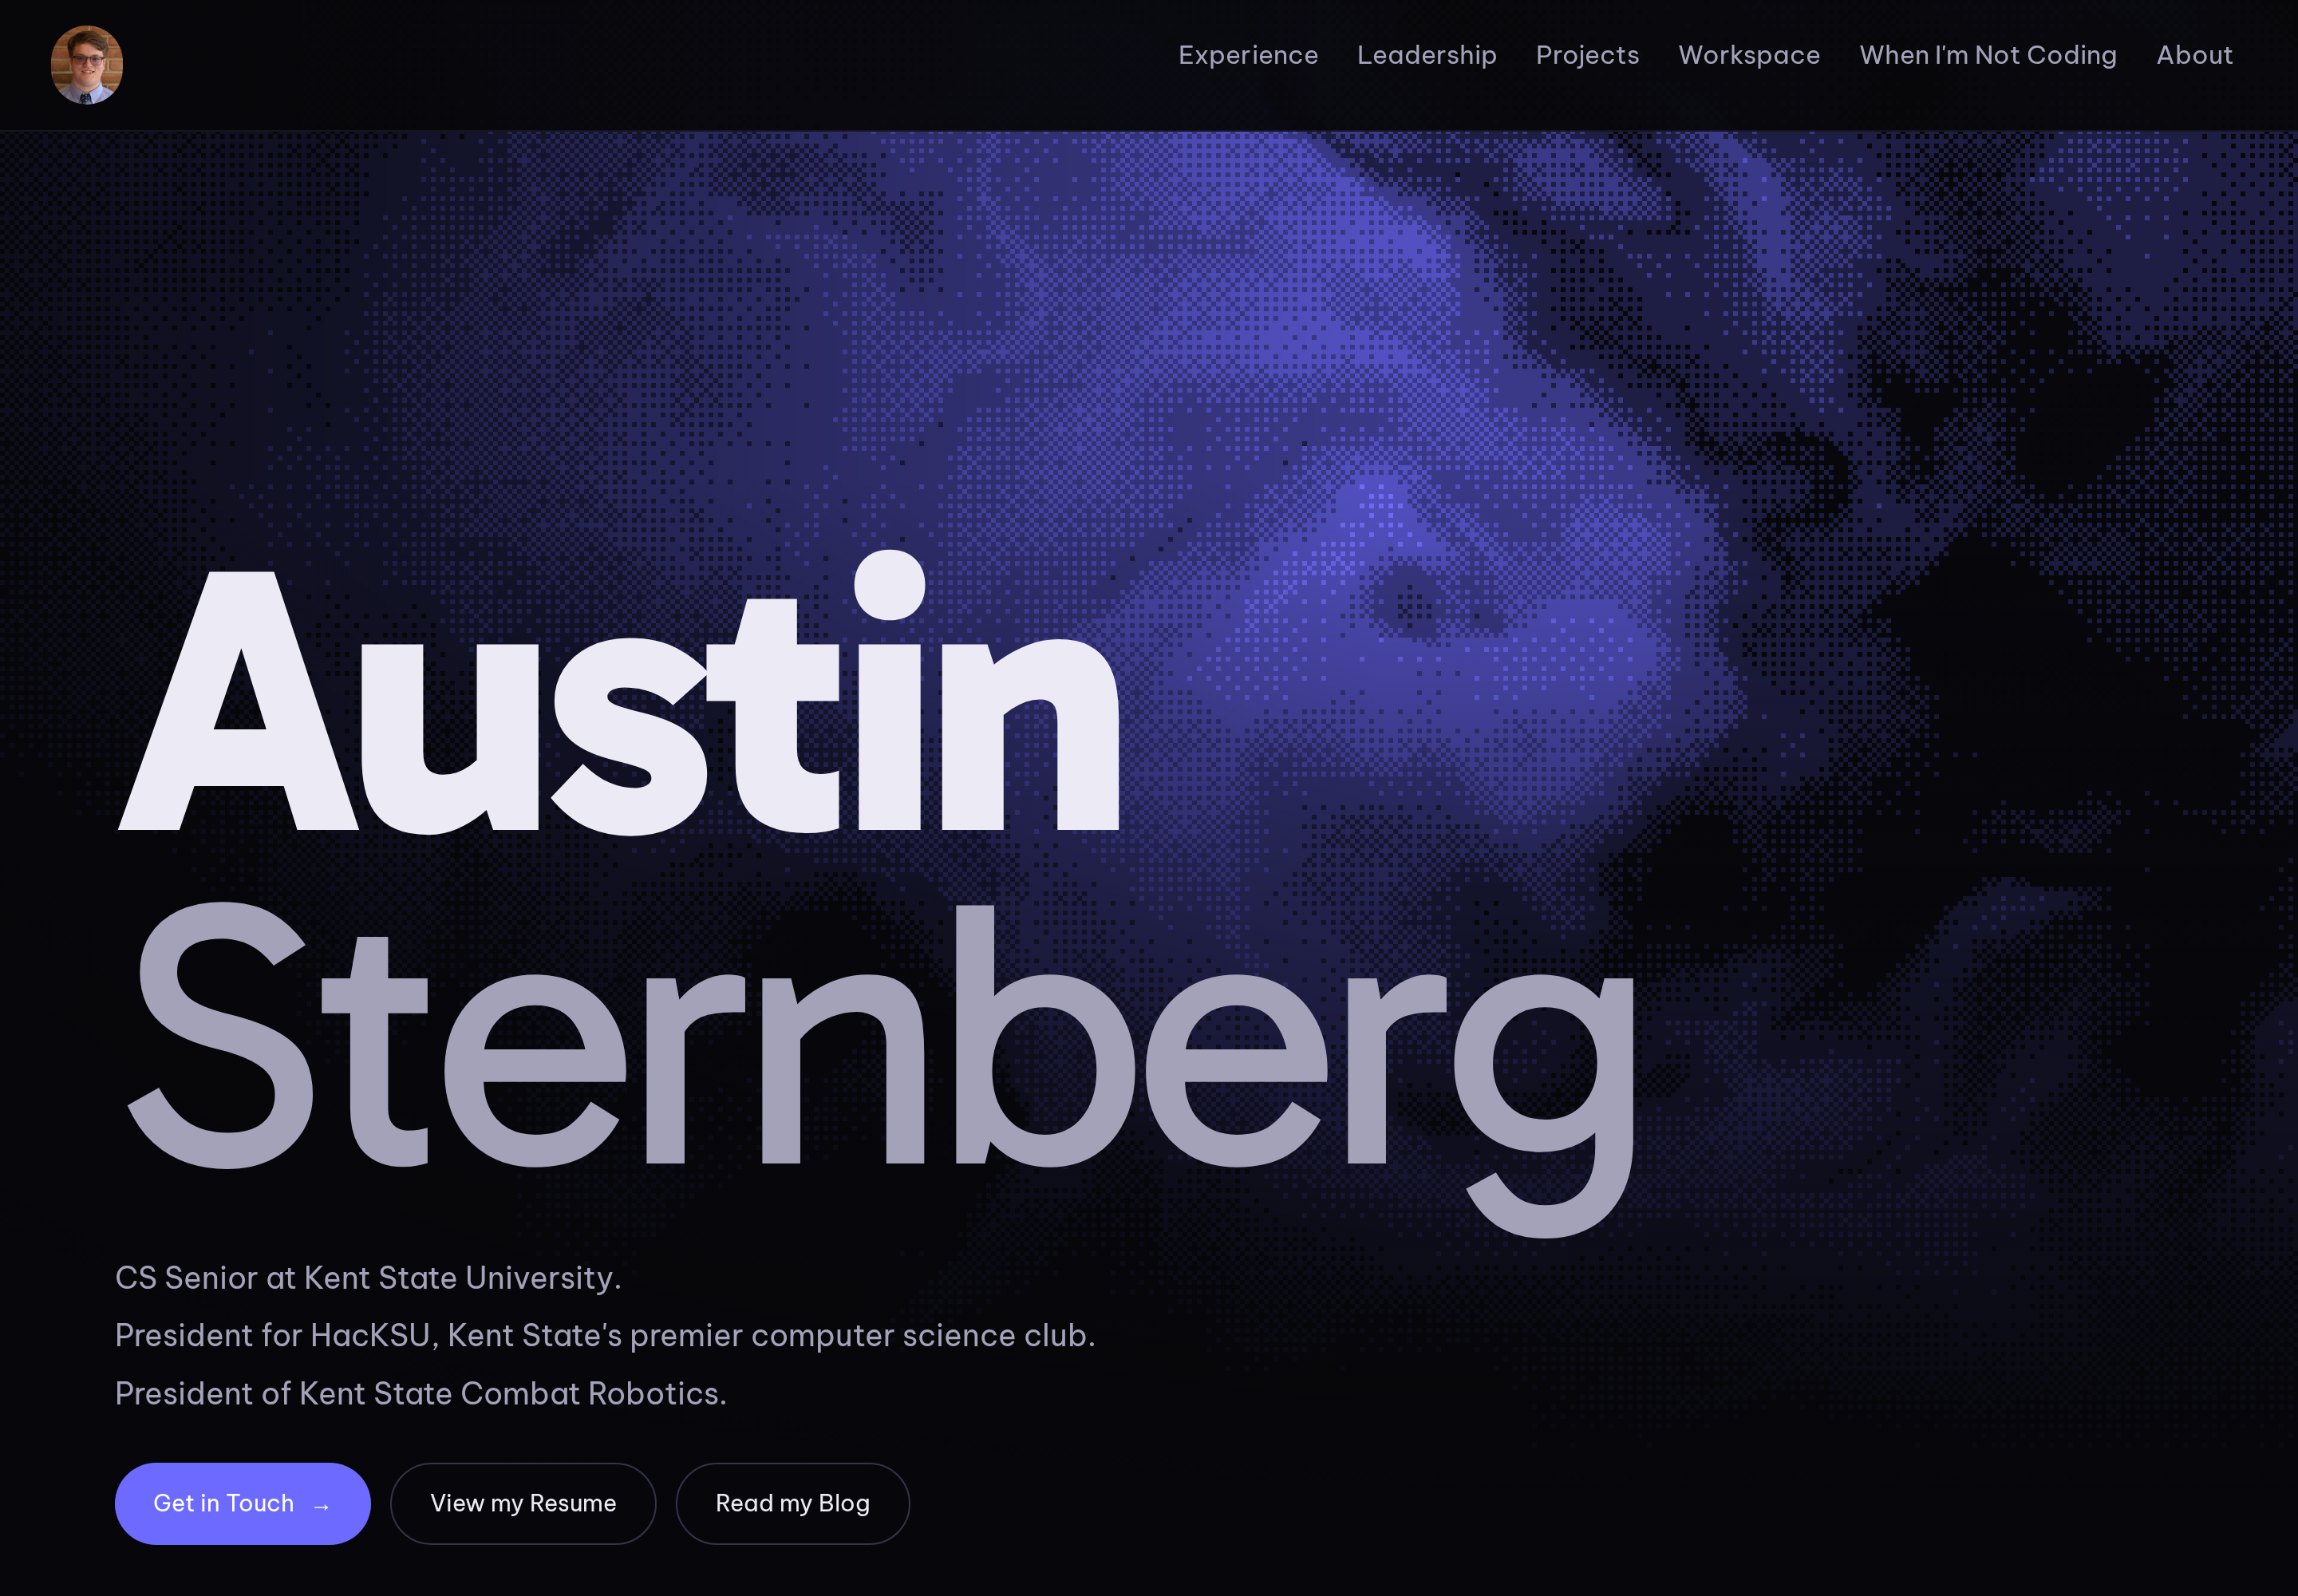 Experience Leadership Projects Workspace When I'm Not Coding About
Austin
Sternberg
CS Senior at Kent State University.
President for HacKSU, Kent State's premier computer science club.
President of Kent State Combat Robotics.
Get in Touch → View my Resume Read my Blog